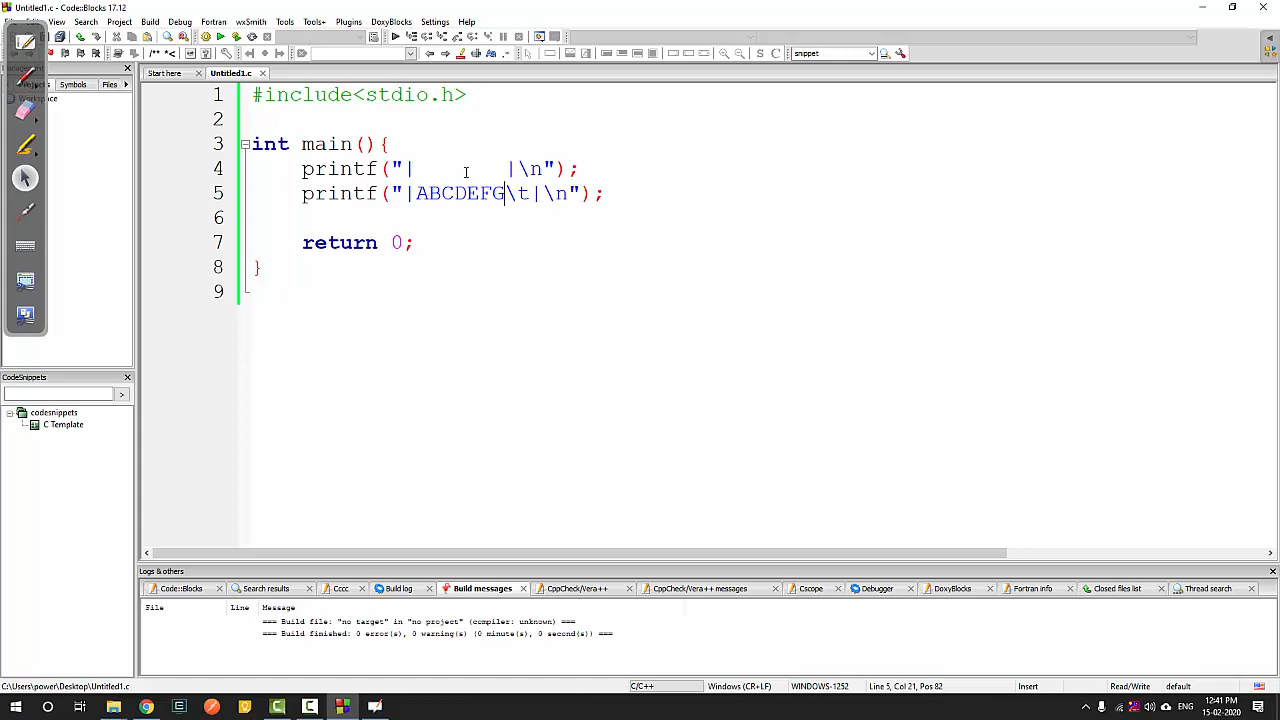 Untitled1.c - Code::Blocks 17.12
View Search Project Build Debug Fortran wxSmith Tools Tools+ Plugins DoxyBlocks Settings Help
snippet
Projects Symbols Files
Start here Untitled1.c
Workspace
1 #include<stdio.h>
2
3 int main(){
4 printf("|       |\n");
5 printf("|ABCDEFG\t|\n");
6
7 return 0;
8 }
9
CodeSnippets
codesnippets
C Template
Logs & others
Code::Blocks Search results Cccc Build log Build messages CppCheck/Vera++ CppCheck/Vera++ messages Cscope Debugger DoxyBlocks Fortran info Closed files list Thread search
File Line Message
=== Build file: "no target" in "no project" (compiler: unknown) ===
=== Build finished: 0 error(s), 0 warning(s) (0 minute(s), 0 second(s)) ===
C:\Users\power\Desktop\Untitled1.c C/C++ Windows (CR+LF) WINDOWS-1252 Line 5, Col 21, Pos 82 Insert Read/Write default
ENG
12:41 PM
15-02-2020